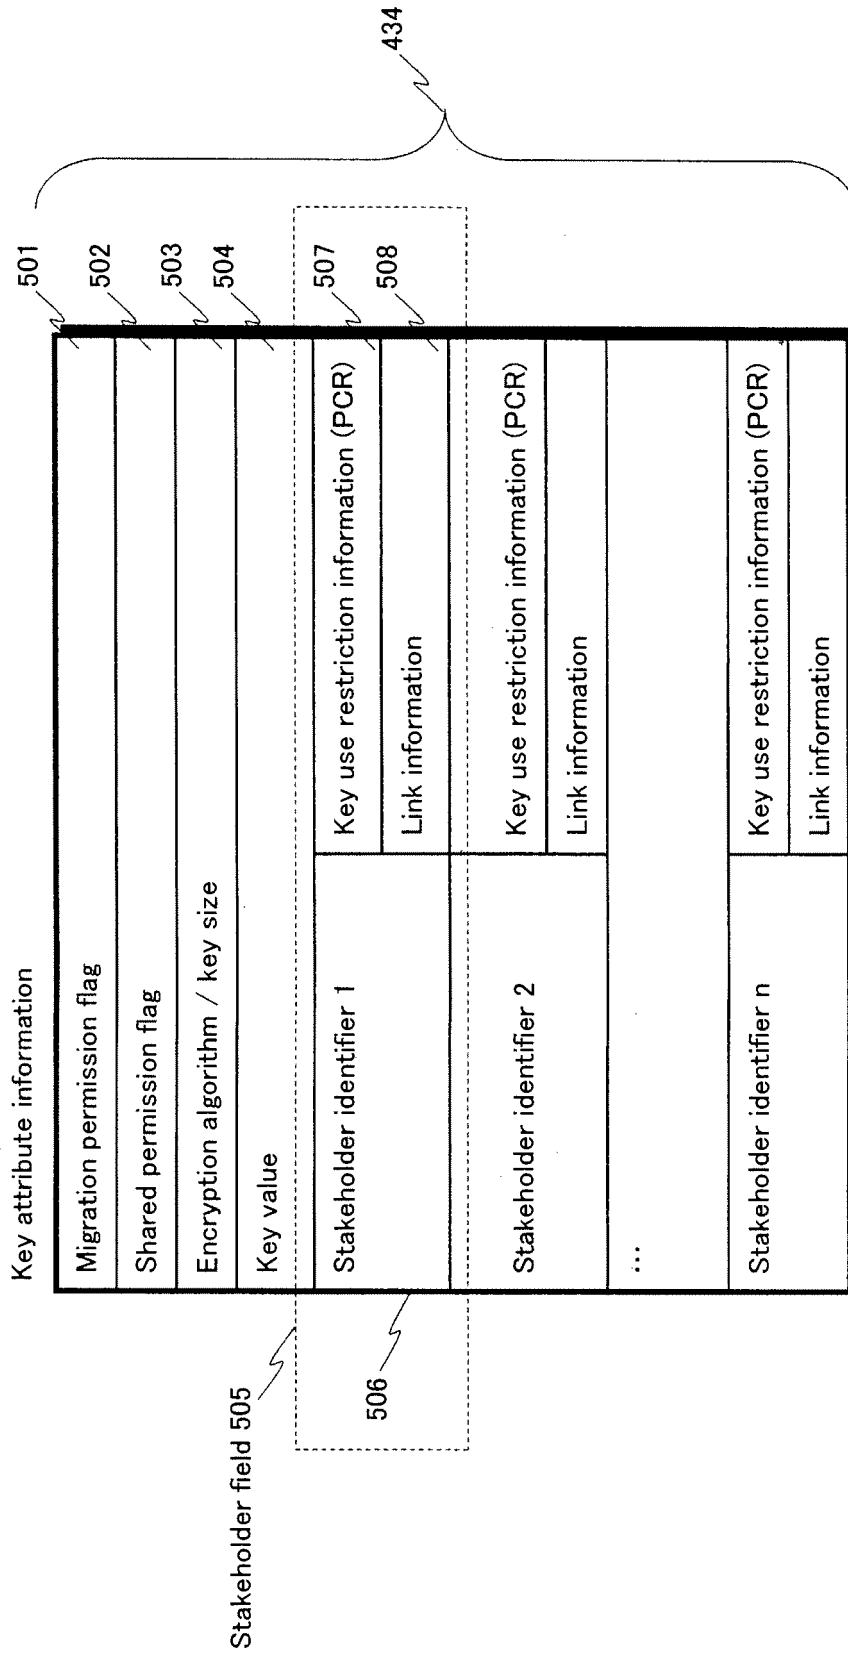 Key attribute information
434
Migration permission flag
501
Shared permission flag
502
Encryption algorithm / key size
503
Key value
504
Stakeholder field 505
506
Stakeholder identifier 1
Key use restriction information (PCR)
507
Link information
508
Stakeholder identifier 2
Key use restriction information (PCR)
Link information
...
Stakeholder identifier n
Key use restriction information (PCR)
Link information